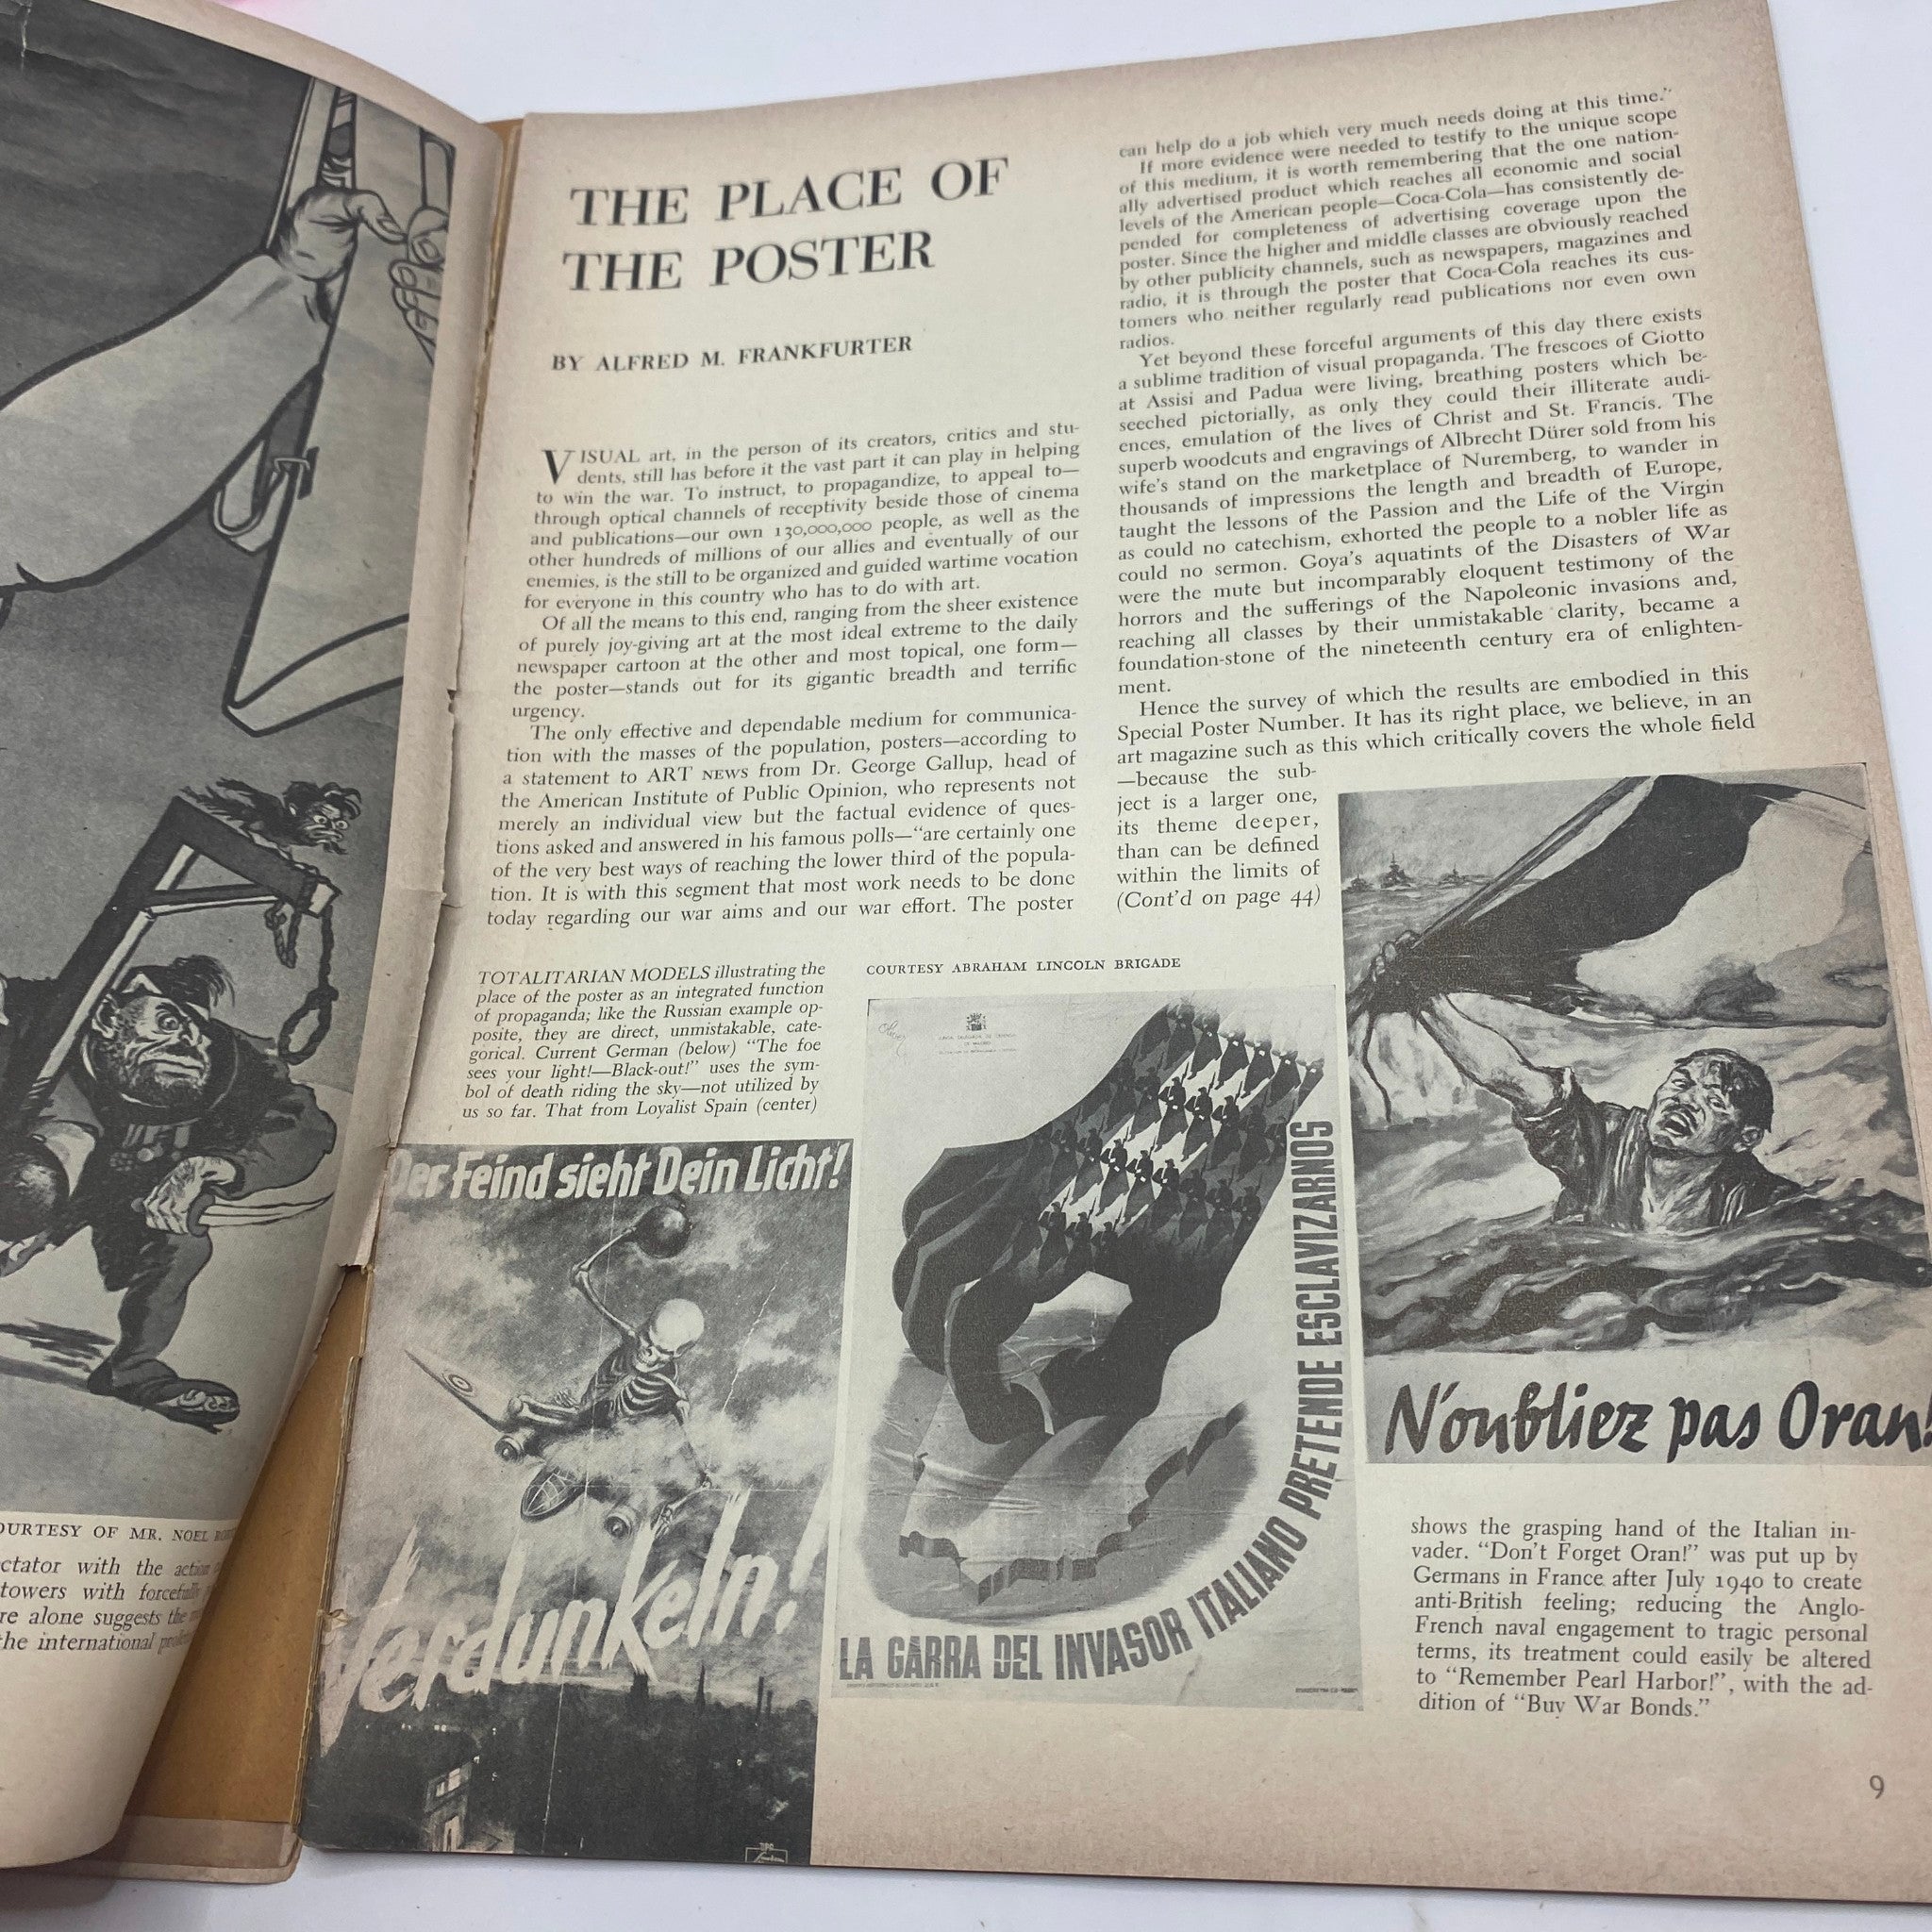 OURTESY OF MR. NOEL
ctator with the action
towers with
re alone suggests the
the international
THE PLACE OF
THE POSTER
BY ALFRED M. FRANKFURTER
VISUAL art, in the person of its creators, critics and stu-
dents, still has before it the vast part it can play in helping
to win the war. To instruct, to propagandize, to appeal to—
through optical channels of receptivity beside those of cinema
and publications—our own 130,000,000 people, as well as the
other hundreds of millions of our allies and eventually of our
enemies, is the still to be organized and guided wartime vocation
for everyone in this country who has to do with art.
Of all the means to this end, ranging from the sheer existence
of purely joy-giving art at the most ideal extreme to the daily
newspaper cartoon at the other and most topical, one form—
the poster—stands out for its gigantic breadth and terrific
urgency.
The only effective and dependable medium for communica-
tion with the masses of the population, posters—according to
a statement to ART NEWS from Dr. George Gallup, head of
the American Institute of Public Opinion, who represents not
merely an individual view but the factual evidence of ques-
tions asked and answered in his famous polls—“are certainly one
of the very best ways of reaching the lower third of the popula-
tion. It is with this segment that most work needs to be done
today regarding our war aims and our war effort. The poster
can help do a job which very much needs doing at this time.”
If more evidence were needed to testify to the unique scope
of this medium, it is worth remembering that the one nation-
ally advertised product which reaches all economic and social
levels of the American people—Coca-Cola—has consistently de-
pended for completeness of advertising coverage upon the
poster. Since the higher and middle classes are obviously reached
by other publicity channels, such as newspapers, magazines and
radio, it is through the poster that Coca-Cola reaches its cus-
tomers who neither regularly read publications nor even own
radios.
Yet beyond these forceful arguments of this day there exists
a sublime tradition of visual propaganda. The frescoes of Giotto
at Assisi and Padua were living, breathing posters which be-
seeched pictorially, as only they could their illiterate audi-
ences, emulation of the lives of Christ and St. Francis. The
superb woodcuts and engravings of Albrecht Dürer sold from his
wife's stand on the marketplace of Nuremberg, to wander in
thousands of impressions the length and breadth of Europe,
taught the lessons of the Passion and the Life of the Virgin
as could no catechism, exhorted the people to a nobler life as
could no sermon. Goya's aquatints of the Disasters of War
were the mute but incomparably eloquent testimony of the
horrors and the sufferings of the Napoleonic invasions and,
reaching all classes by their unmistakable clarity, became a
foundation-stone of the nineteenth century era of enlighten-
ment.
Hence the survey of which the results are embodied in this
Special Poster Number. It has its right place, we believe, in an
art magazine such as this which critically covers the whole field
—because the sub-
ject is a larger one,
its theme deeper,
than can be defined
within the limits of
(Cont'd on page 44)
TOTALITARIAN MODELS illustrating the
place of the poster as an integrated function
of propaganda; like the Russian example op-
posite, they are direct, unmistakable, cate-
gorical. Current German (below) “The foe
sees your light!—Black-out!” uses the sym-
bol of death riding the sky—not utilized by
us so far. That from Loyalist Spain (center)
COURTESY ABRAHAM LINCOLN BRIGADE
Der Feind sieht Dein Licht!
Verdunkeln!
LA GARRA DEL INVASOR ITALIANO PRETENDE ESCLAVIZARNOS
N'oubliez pas Oran!
shows the grasping hand of the Italian in-
vader. “Don't Forget Oran!” was put up by
Germans in France after July 1940 to create
anti-British feeling; reducing the Anglo-
French naval engagement to tragic personal
terms, its treatment could easily be altered
to “Remember Pearl Harbor!”, with the ad-
dition of “Buy War Bonds.”
9